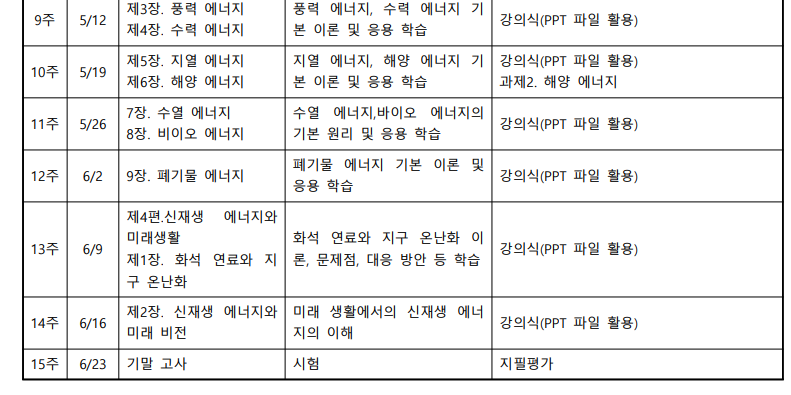 9주 5/12 제3장. 풍력 에너지 풍력 에너지, 수력 에너지 기 강의식(PPT 파일 활용)
제4장. 수력 에너지 본 이론 및 응용 학습
10주 5/19 제5장. 지열 에너지 지열 에너지, 해양 에너지 기 강의식(PPT 파일 활용)
제6장. 해양 에너지 본 이론 및 응용 학습 과제2. 해양 에너지
11주 5/26 7장. 수열 에너지 수열 에너지,바이오 에너지의 강의식(PPT 파일 활용)
8장. 비이오 에너지 기본 원리 및 응용 학습
12주 6/2 9장. 폐기물 에너지 폐기물 에너지 기본 이론 및 강의식(PPT 파일 활용)
응용 학습
13주 6/9 제4편.신재생 에너지와 화석 연료와 지구 온난화 이 강의식(PPT 파일 활용)
미래생활 론, 문제점, 대응 방안 등 학습
제1장. 화석 연료와 지
구 온난화
14주 6/16 제2장. 신재생 에너지와 미래 생활에서의 신재생 에너 강의식(PPT 파일 활용)
미래 비전 지의 이해
15주 6/23 기말 고사 시험 지필평가